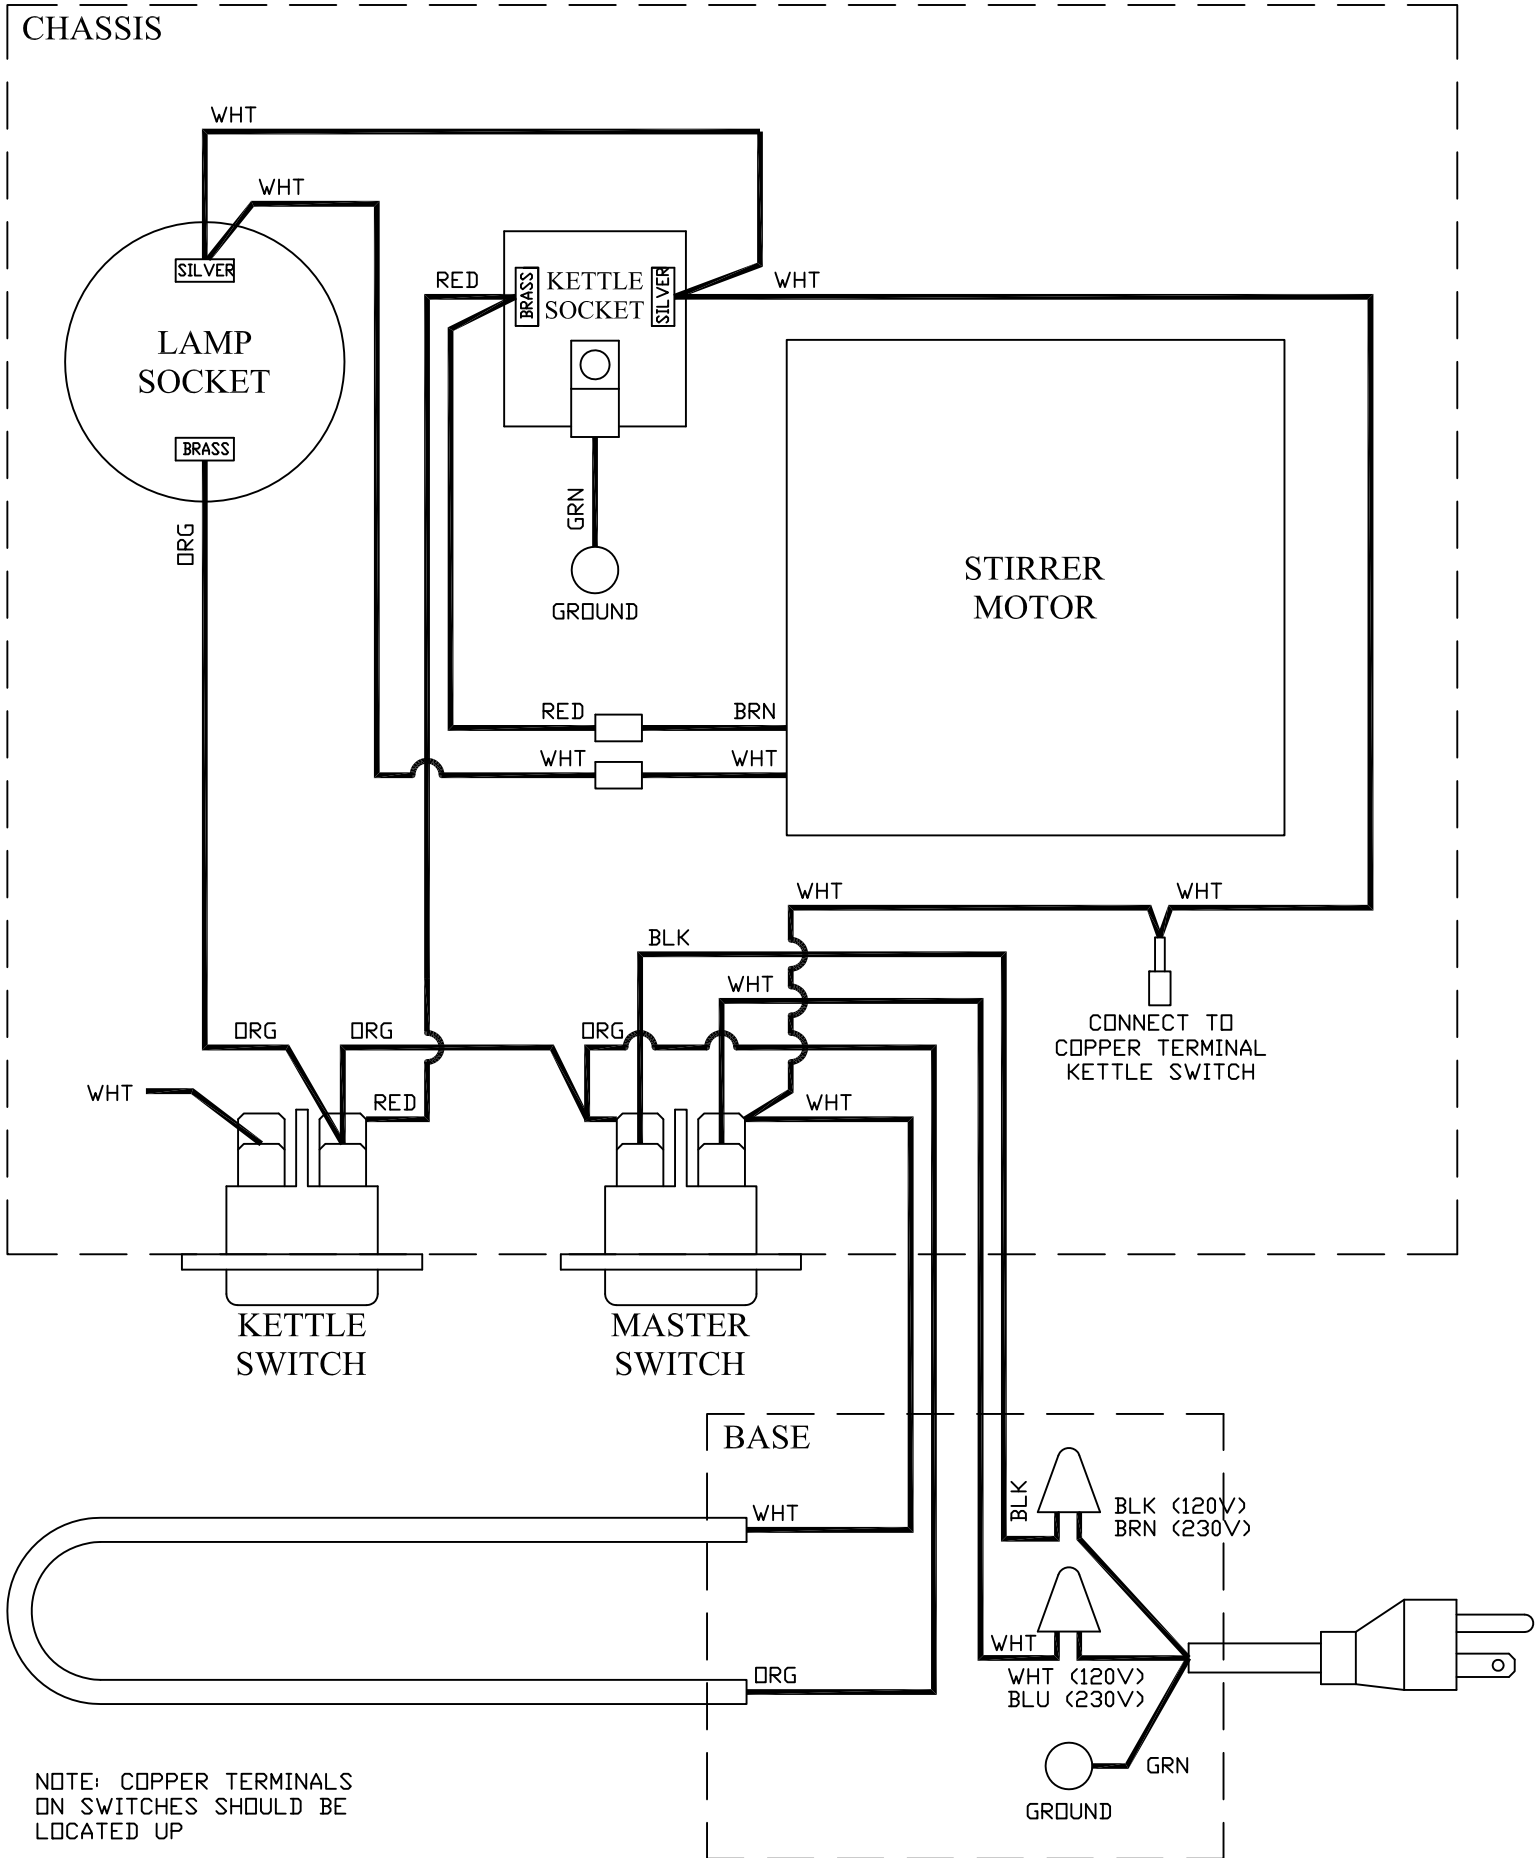 CHASSIS
WHT
WHT
SILVER
LAMP
SOCKET
BRASS
ORG
RED
BRASS
KETTLE
SOCKET
SILVER
WHT
GRN
GROUND
STIRRER
MOTOR
RED
BRN
WHT
WHT
WHT
WHT
BLK
WHT
CONNECT TO
COPPER TERMINAL
KETTLE SWITCH
ORG
ORG
ORG
WHT
RED
WHT
KETTLE
SWITCH
MASTER
SWITCH
BASE
BLK
BLK (120V)
BRN (230V)
WHT
WHT
WHT (120V)
BLU (230V)
ORG
GRN
GROUND
NOTE: COPPER TERMINALS
ON SWITCHES SHOULD BE
LOCATED UP